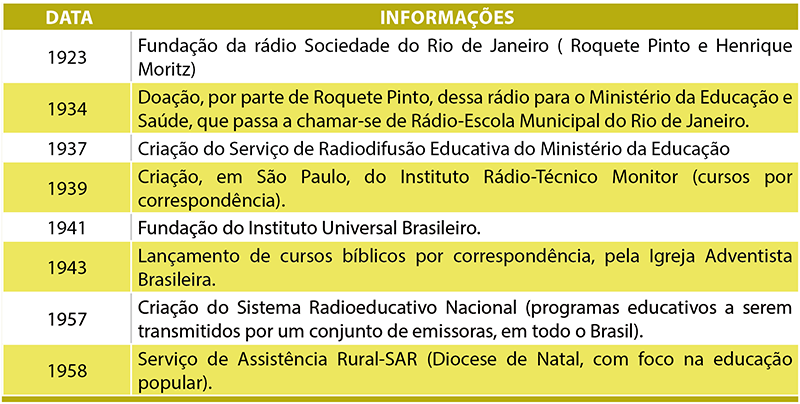 DATA INFORMAÇÕES
1923 Fundação da rádio Sociedade do Rio de Janeiro ( Roquete Pinto e Henrique
Moritz)
1934 Doação, por parte de Roquete Pinto, dessa rádio para o Ministério da Educação e
Saúde, que passa a chamar-se de Rádio-Escola Municipal do Rio de Janeiro.
1937 Criação do Serviço de Radiodifusão Educativa do Ministério da Educação
1939 Criação, em São Paulo, do Instituto Rádio-Técnico Monitor (cursos por
correspondência).
1941 Fundação do Instituto Universal Brasileiro.
1943 Lançamento de cursos bíblicos por correspondência, pela Igreja Adventista
Brasileira.
1957 Criação do Sistema Radioeducativo Nacional (programas educativos a serem
transmitidos por um conjunto de emissoras, em todo o Brasil).
1958 Serviço de Assistência Rural-SAR (Diocese de Natal, com foco na educação
popular).